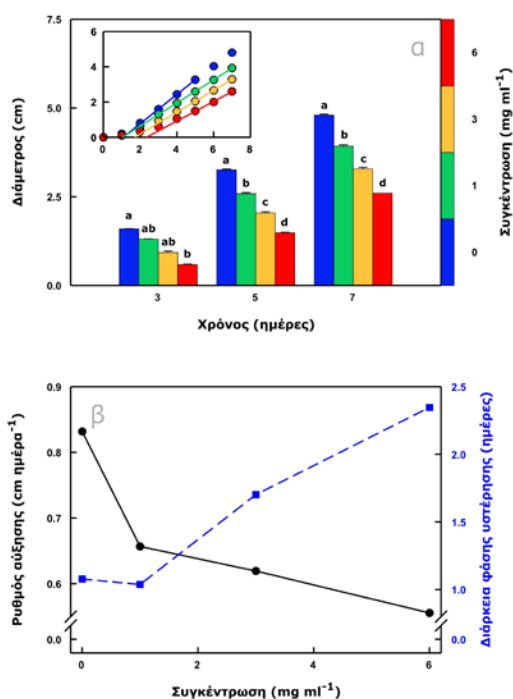 α
Διάμετρος (cm)
7.5
5.0
2.5
0.0
6
4
2
0
0 2 4 6 8
a ab ab b
a b c d
a b c d
3 5 7
Χρόνος (ημέρες)
6
3
1
0
Συγκέντρωση (mg ml⁻¹)
β
Ρυθμός αύξησης (cm ημέρα⁻¹)
0.9
0.8
0.7
0.6
0.0
2.5
2.0
1.5
1.0
0.0
Διάρκεια φάσης υστέρησης (ημέρες)
0 2 4 6
Συγκέντρωση (mg ml⁻¹)